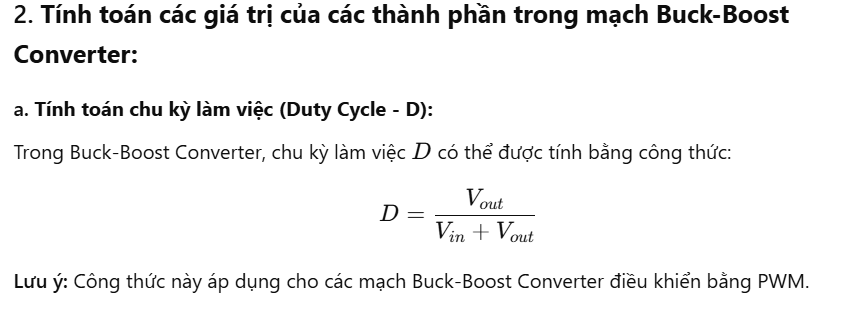 2. Tính toán các giá trị của các thành phần trong mạch Buck-Boost
Converter:
a. Tính toán chu kỳ làm việc (Duty Cycle - D):
Trong Buck-Boost Converter, chu kỳ làm việc D có thể được tính bằng công thức:
D = \frac{V_{out}}{V_{in} + V_{out}}
Lưu ý: Công thức này áp dụng cho các mạch Buck-Boost Converter điều khiển bằng PWM.